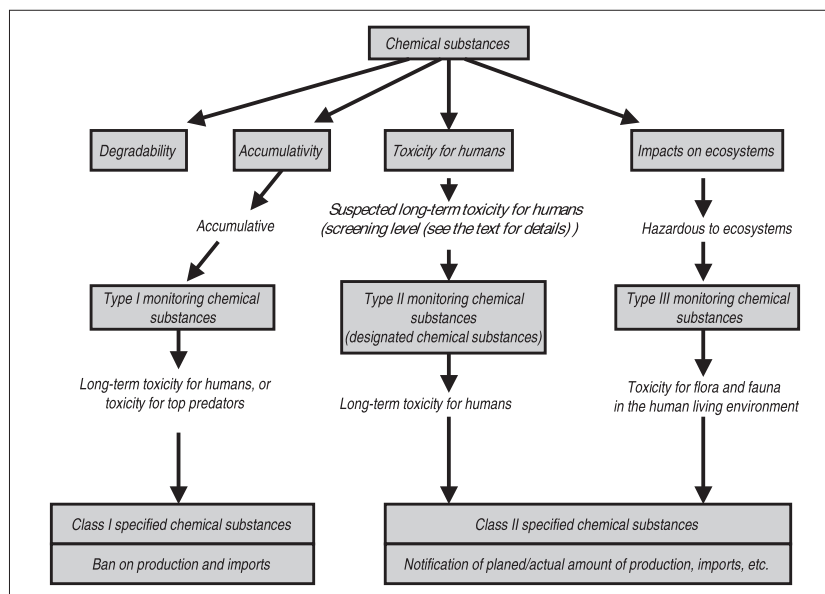 Chemical substances
Degradability
Accumulativity
Toxicity for humans
Impacts on ecosystems
Suspected long-term toxicity for humans
(screening level (see the text for details) )
Accumulative
Hazardous to ecosystems
Type I monitoring chemical
substances
Type II monitoring chemical
substances
(designated chemical substances)
Type III monitoring chemical
substances
Long-term toxicity for humans, or
toxicity for top predators
Long-term toxicity for humans
Toxicity for flora and fauna
in the human living environment
Class I specified chemical substances
Ban on production and imports
Class II specified chemical substances
Notification of planed/actual amount of production, imports, etc.